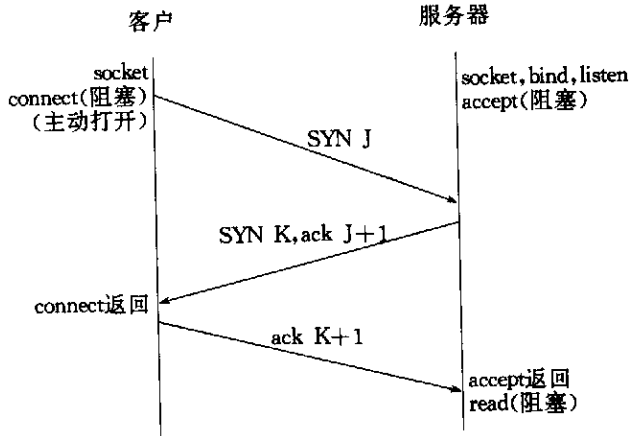 客户
服务器
socket
connect(阻塞)
(主动打开)
socket,bind,listen
accept(阻塞)
SYN J
SYN K,ack J+1
connect返回
ack K+1
accept返回
read(阻塞)